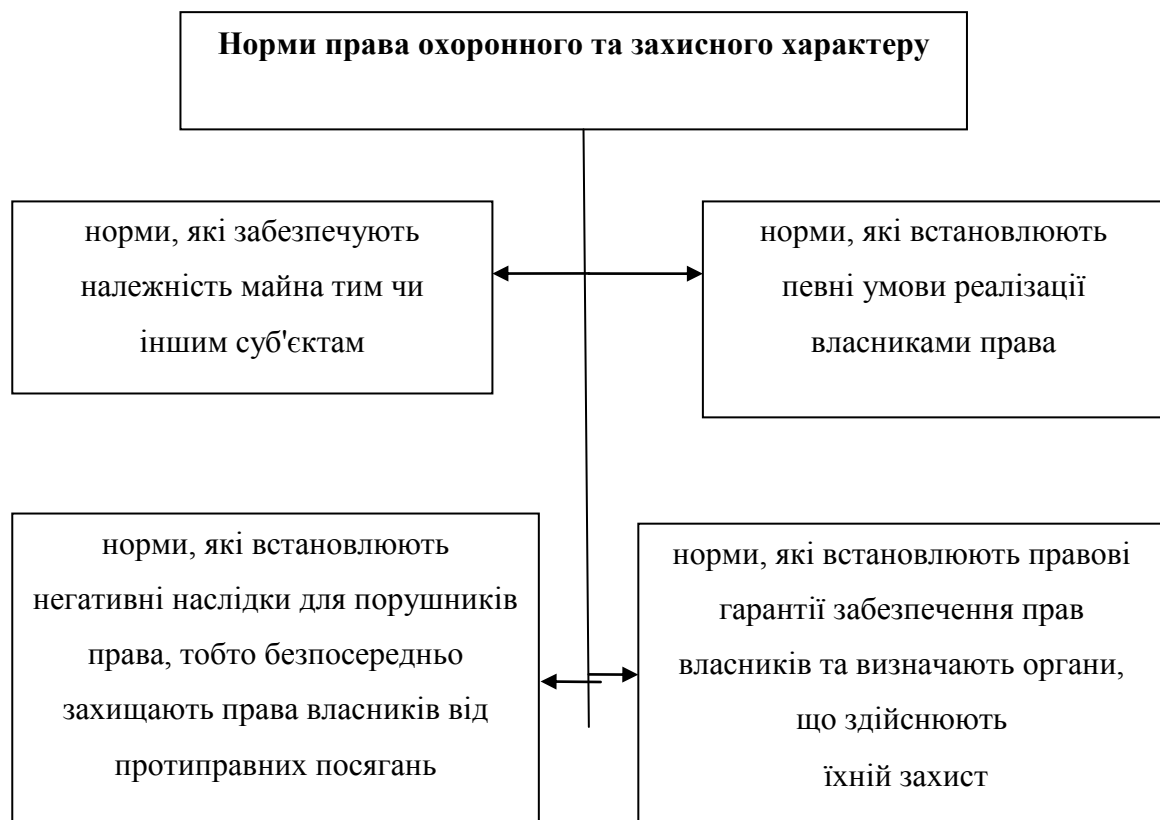 Норми права охоронного та захисного характеру
норми, які забезпечують
належність майна тим чи
іншим суб'єктам
норми, які встановлюють
певні умови реалізації
власниками права
норми, які встановлюють
негативні наслідки для порушників
права, тобто безпосередньо
захищають права власників від
протиправних посягань
норми, які встановлюють правові
гарантії забезпечення прав
власників та визначають органи,
що здійснюють
їхній захист